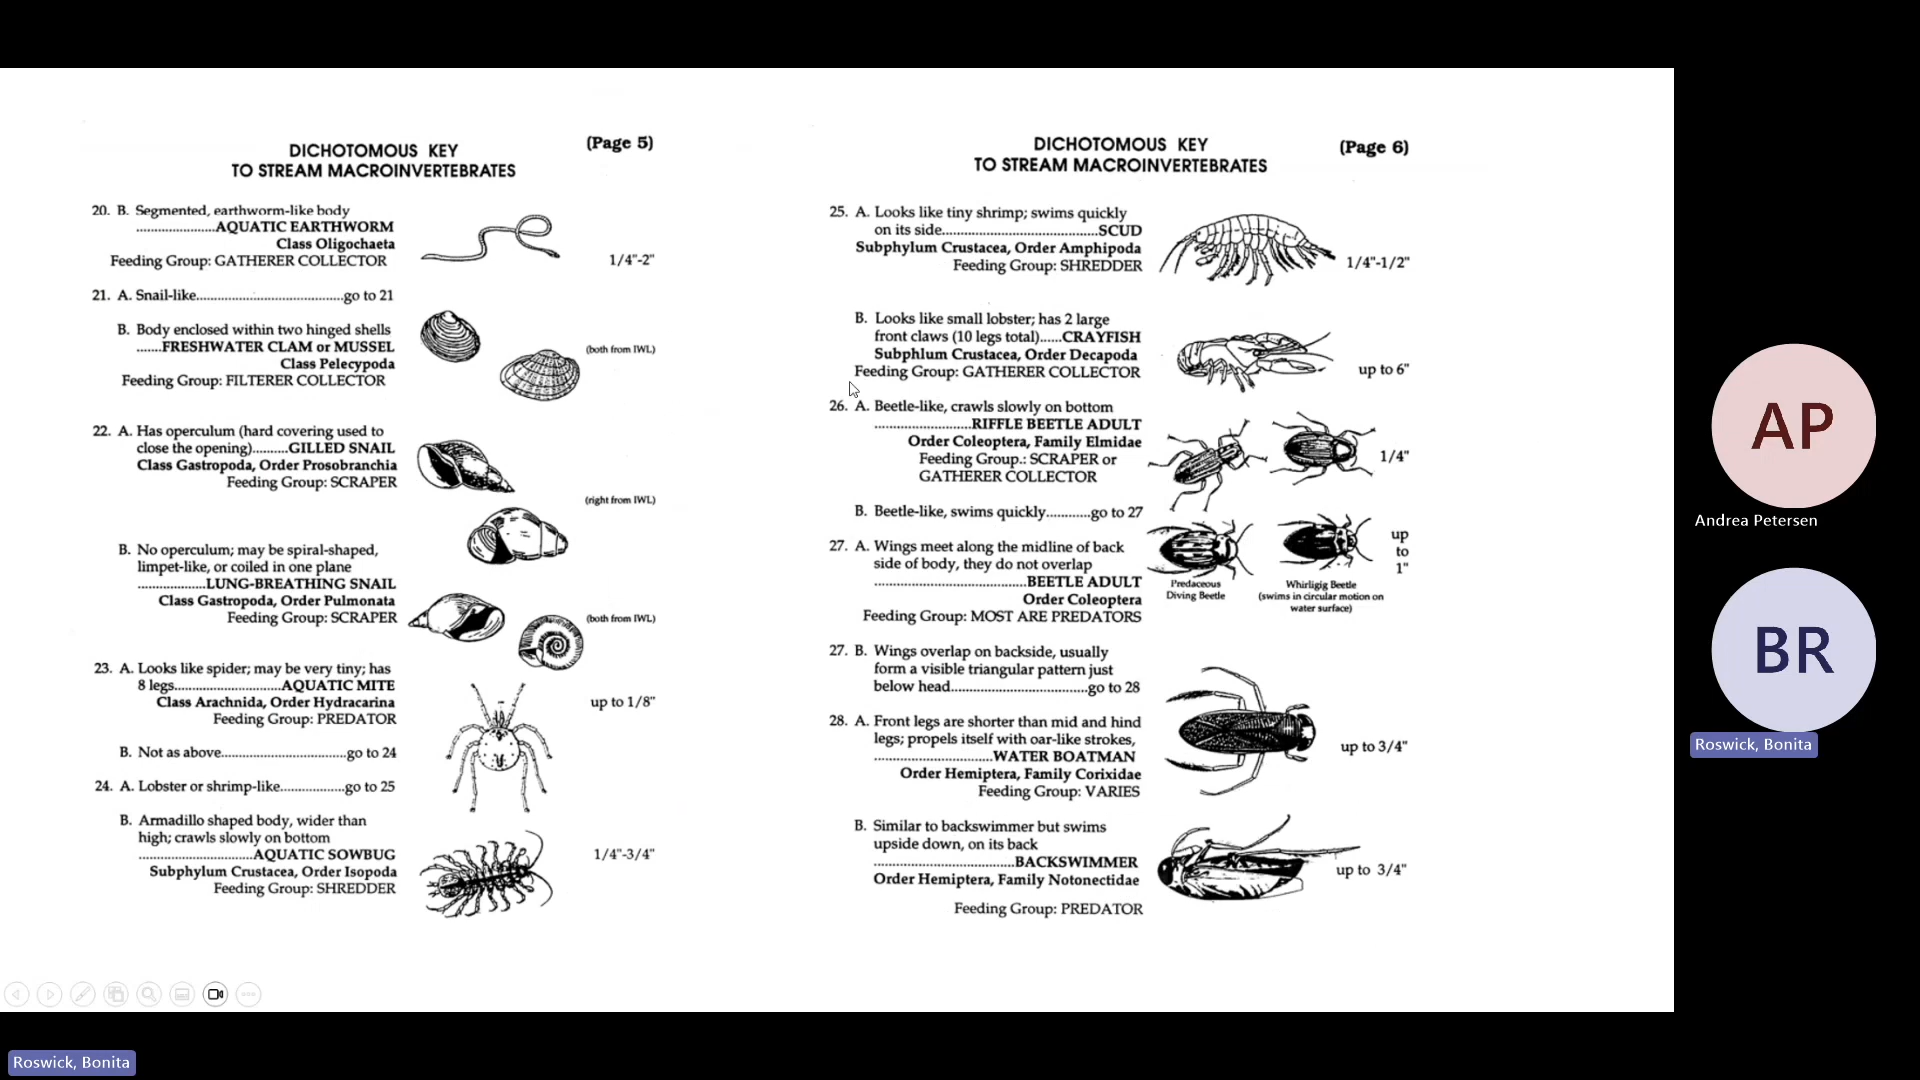 DICHOTOMOUS KEY
TO STREAM MACROINVERTEBRATES
(Page 5)
20. B. Segmented, earthworm-like body
......................AQUATIC EARTHWORM
Class Oligochaeta
Feeding Group: GATHERER COLLECTOR
1/4"-2"
21. A. Snail-like..........................................go to 21
B. Body enclosed within two hinged shells
.......FRESHWATER CLAM or MUSSEL
Class Pelecypoda
Feeding Group: FILTERER COLLECTOR
(both from IWL)
22. A. Has operculum (hard covering used to
close the opening)..........GILLED SNAIL
Class Gastropoda, Order Prosobranchia
Feeding Group: SCRAPER
(right from IWL)
B. No operculum; may be spiral-shaped,
limpet-like, or coiled in one plane
....................LUNG-BREATHING SNAIL
Class Gastropoda, Order Pulmonata
Feeding Group: SCRAPER
(both from IWL)
23. A. Looks like spider; may be very tiny; has
8 legs...............................AQUATIC MITE
Class Arachnida, Order Hydracarina
Feeding Group: PREDATOR
up to 1/8"
B. Not as above....................................go to 24
24. A. Lobster or shrimp-like..................go to 25
B. Armadillo shaped body, wider than
high; crawls slowly on bottom
................................AQUATIC SOWBUG
Subphylum Crustacea, Order Isopoda
Feeding Group: SHREDDER
1/4"-3/4"
DICHOTOMOUS KEY
TO STREAM MACROINVERTEBRATES
(Page 6)
25. A. Looks like tiny shrimp; swims quickly
on its side............................................SCUD
Subphylum Crustacea, Order Amphipoda
Feeding Group: SHREDDER
1/4"-1/2"
B. Looks like small lobster; has 2 large
front claws (10 legs total)......CRAYFISH
Subphlum Crustacea, Order Decapoda
Feeding Group: GATHERER COLLECTOR
up to 6"
26. A. Beetle-like, crawls slowly on bottom
...........................RIFFLE BEETLE ADULT
Order Coleoptera, Family Elmidae
Feeding Group.: SCRAPER or
GATHERER COLLECTOR
1/4"
B. Beetle-like, swims quickly............go to 27
27. A. Wings meet along the midline of back
side of body, they do not overlap
...........................................BEETLE ADULT
Order Coleoptera
Feeding Group: MOST ARE PREDATORS
up
to
1"
Predaceous
Diving Beetle
Whirligig Beetle
(swims in circular motion on
water surface)
27. B. Wings overlap on backside, usually
form a visible triangular pattern just
below head.......................................go to 28
28. A. Front legs are shorter than mid and hind
legs; propels itself with oar-like strokes,
..................................WATER BOATMAN
Order Hemiptera, Family Corixidae
Feeding Group: VARIES
up to 3/4"
B. Similar to backswimmer but swims
upside down, on its back
........................................BACKSWIMMER
Order Hemiptera, Family Notonectidae
Feeding Group: PREDATOR
up to 3/4"
AP
Andrea Petersen
BR
Roswick, Bonita
Roswick, Bonita